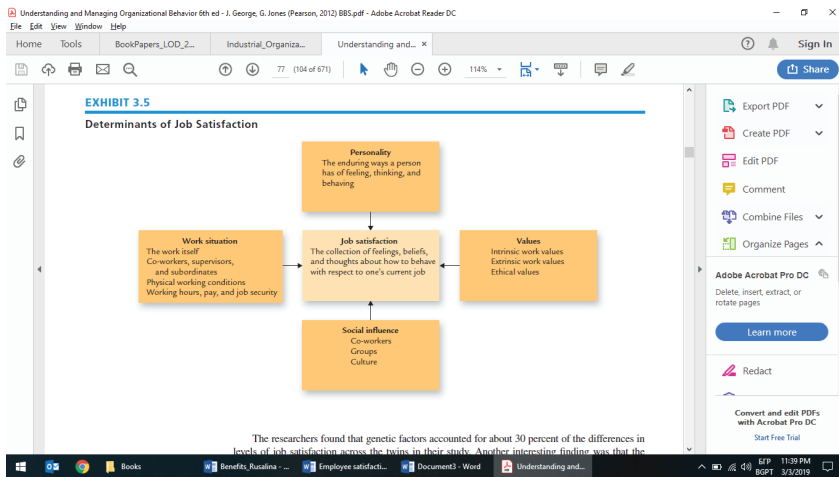 Understanding and Managing Organizational Behavior 6th ed - J. George, G. Jones (Pearson, 2012) BBS.pdf - Adobe Acrobat Reader DC
File Edit View Window Help
Home Tools BookPapers_LOD_2... Industrial_Organiza... Understanding and... × Sign In
77 (104 of 671) 114% Share
EXHIBIT 3.5
Determinants of Job Satisfaction
Personality
The enduring ways a person
has of feeling, thinking, and
behaving
Work situation
The work itself
Co-workers, supervisors,
and subordinates
Physical working conditions
Working hours, pay, and job security
Job satisfaction
The collection of feelings, beliefs,
and thoughts about how to behave
with respect to one's current job
Values
Intrinsic work values
Extrinsic work values
Ethical values
Social influence
Co-workers
Groups
Culture
The researchers found that genetic factors accounted for about 30 percent of the differences in
levels of job satisfaction across the twins in their study. Another interesting finding was that the
Export PDF
Create PDF
Edit PDF
Comment
Combine Files
Organize Pages
Adobe Acrobat Pro DC
Delete, insert, extract, or
rotate pages
Learn more
Redact
Convert and edit PDFs
with Acrobat Pro DC
Start Free Trial
Books Benefits_Rusalina - ... Employee satisfacti... Document3 - Word Understanding and...
БГР 11:39 PM
BGPT 3/3/2019